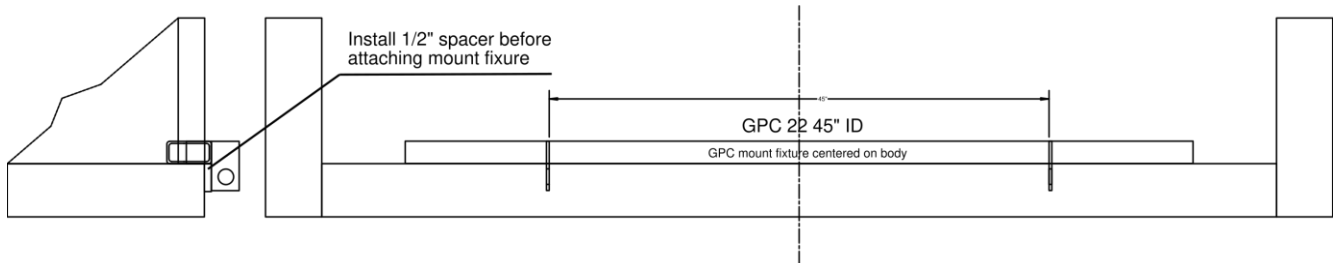 Install 1/2" spacer before
attaching mount fixure
45"
GPC 22 45" ID
GPC mount fixture centered on body